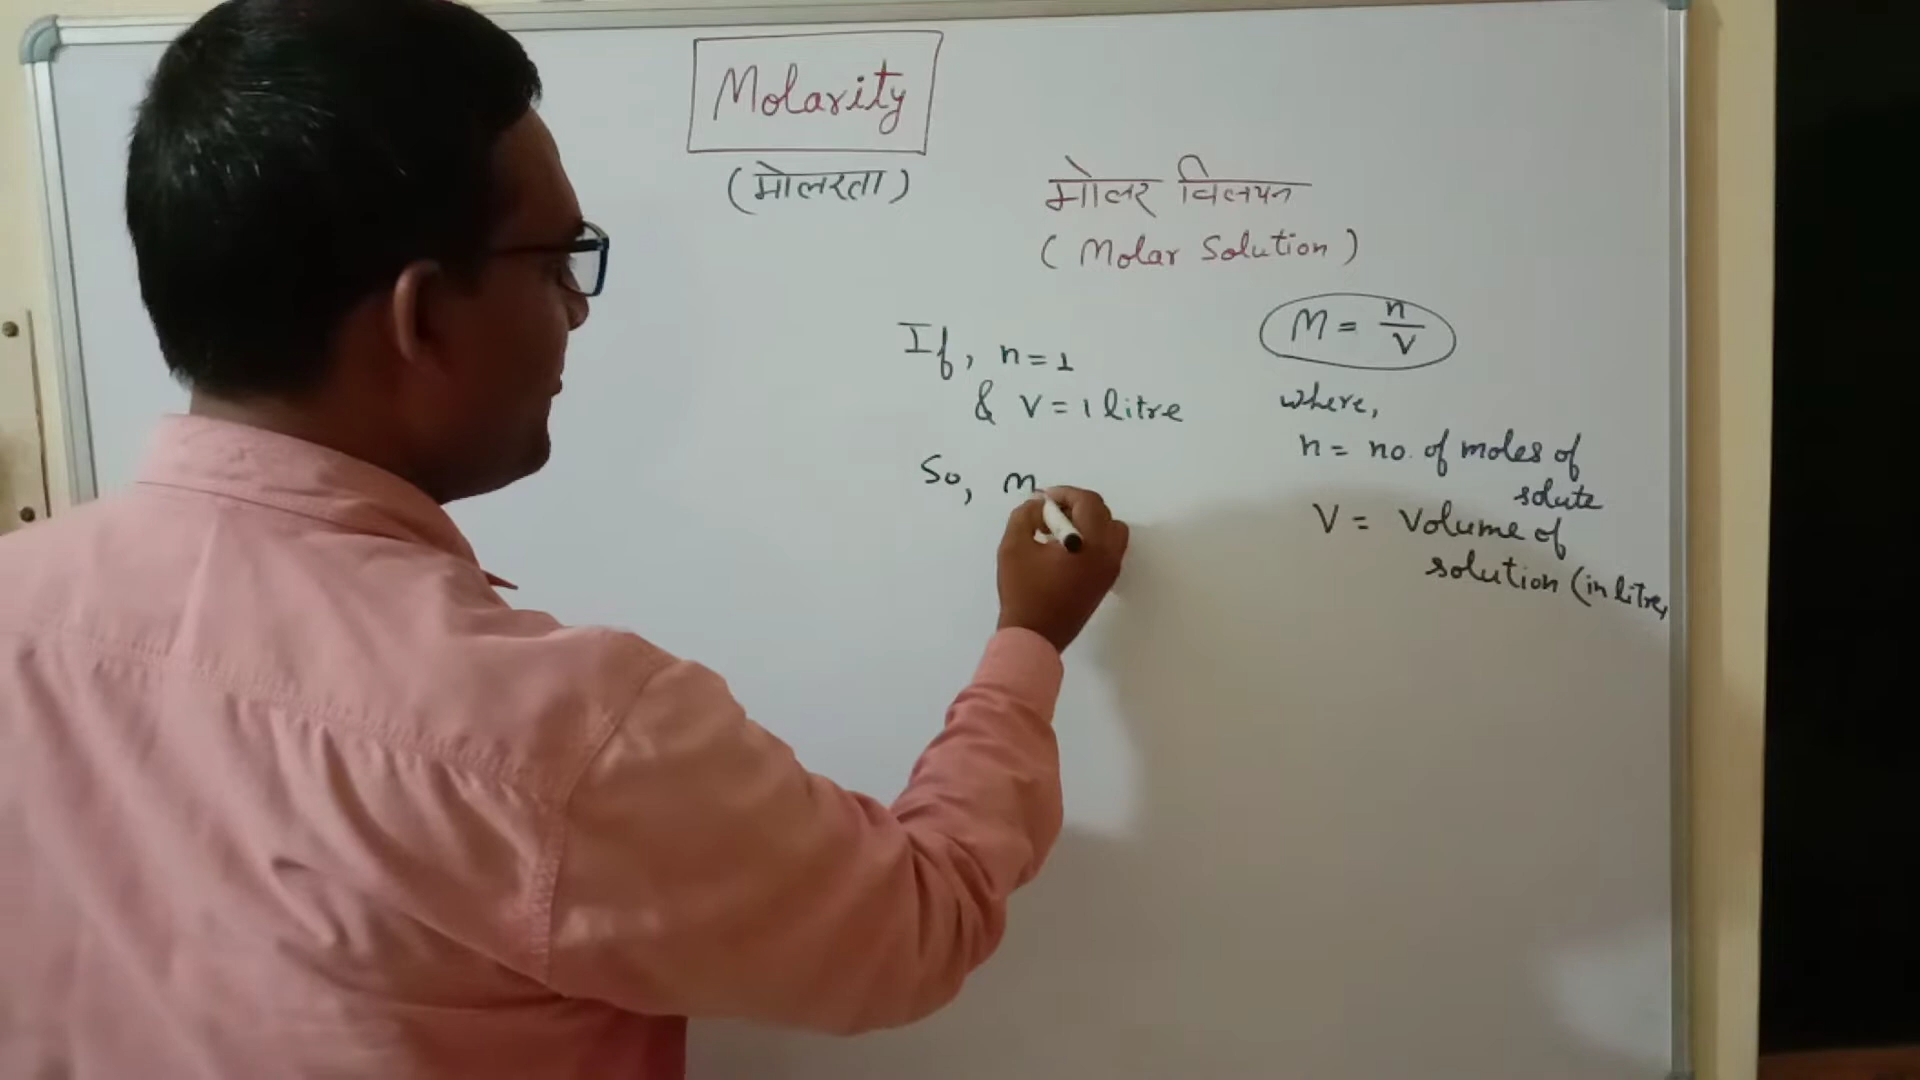 Molarity
(मोलरता)
मोलर विलयन
(Molar Solution)
M = n/V
If, n = 1
& V = 1 litre
So, M
where,
n = no. of moles of
solute
V = Volume of
solution (in litre,